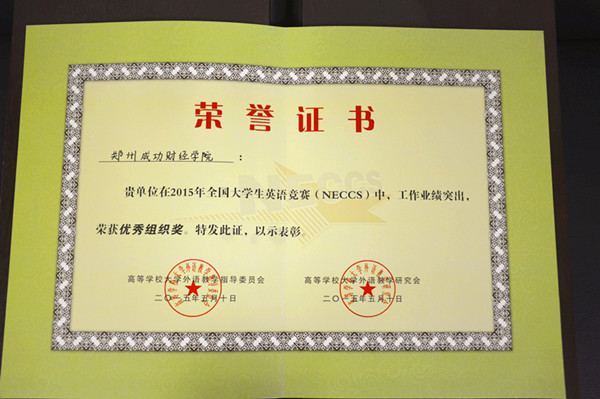 荣誉证书
郑州成功财经学院：
贵单位在2015年全国大学生英语竞赛（NECCS）中，工作业绩突出，
荣获优秀组织奖。特发此证，以示表彰。
高等学校大学外语教学指导委员会 高等学校大学外语教学研究会
二〇一五年五月十日 二〇一五年五月十日
NECCS